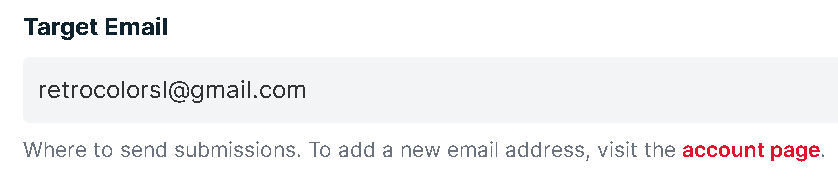 Target Email
retrocolorsl@gmail.com
Where to send submissions. To add a new email address, visit the account page.